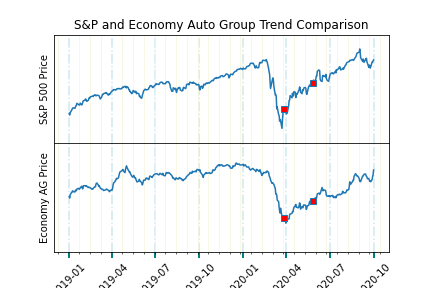 S&P and Economy Auto Group Trend Comparison
S&P 500 Price
Economy AG Price
2019-01
2019-04
2019-07
2019-10
2020-01
2020-04
2020-07
2020-10